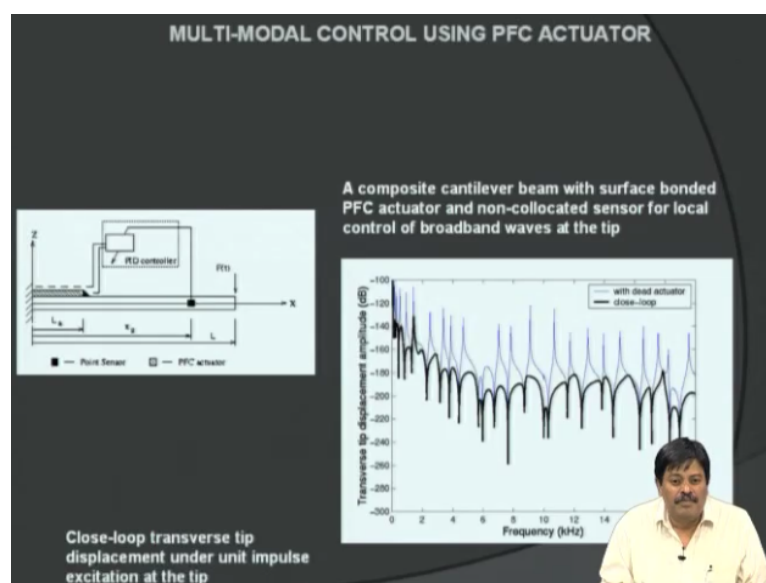 MULTI-MODAL CONTROL USING PFC ACTUATOR
A composite cantilever beam with surface bonded
PFC actuator and non-collocated sensor for local
control of broadband waves at the tip
Z
PID controller
P(t)
X
L
Point Sensor
PFC actuator
with dead actuator
close-loop
Transverse tip displacement amplitude (dB)
-100
-120
-140
-160
-180
-200
-220
-240
-260
-280
-300
0 2 4 6 8 10 12 14
Frequency (kHz)
Close-loop transverse tip
displacement under unit impulse
excitation at the tip